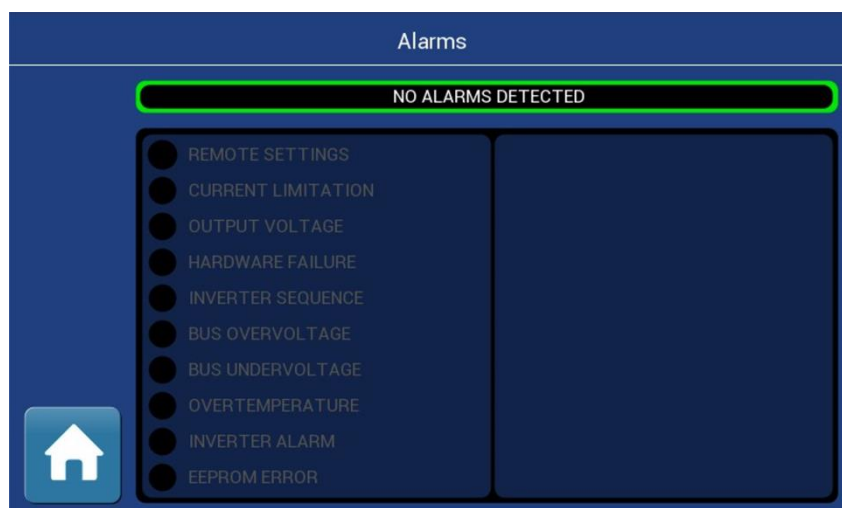 Alarms
NO ALARMS DETECTED
REMOTE SETTINGS
CURRENT LIMITATION
OUTPUT VOLTAGE
HARDWARE FAILURE
INVERTER SEQUENCE
BUS OVERVOLTAGE
BUS UNDERVOLTAGE
OVERTEMPERATURE
INVERTER ALARM
EEPROM ERROR